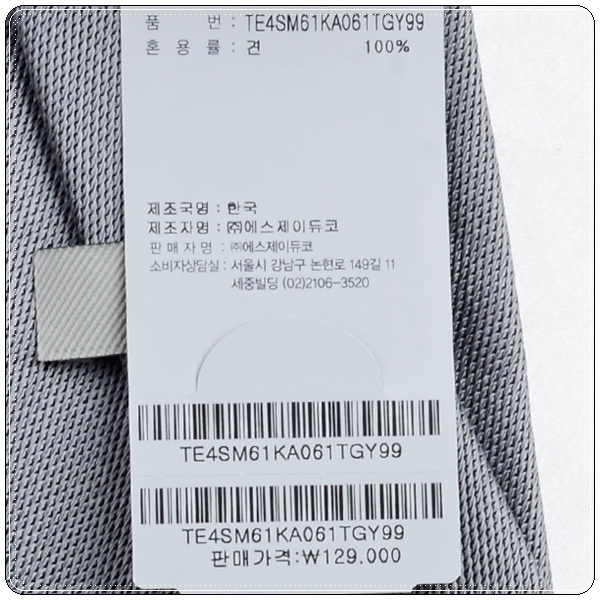 품 번 : TE4SM61KA061TGY99
혼 용 률 : 견 100%
제조국명 : 한국
제조자명 : ㈜에스제이듀코
판매자명 : ㈜에스제이듀코
소비자상담실 : 서울시 강남구 논현로 149길 11
세중빌딩 (02)2106-3520
TE4SM61KA061TGY99
TE4SM61KA061TGY99
판매가격:₩129,000